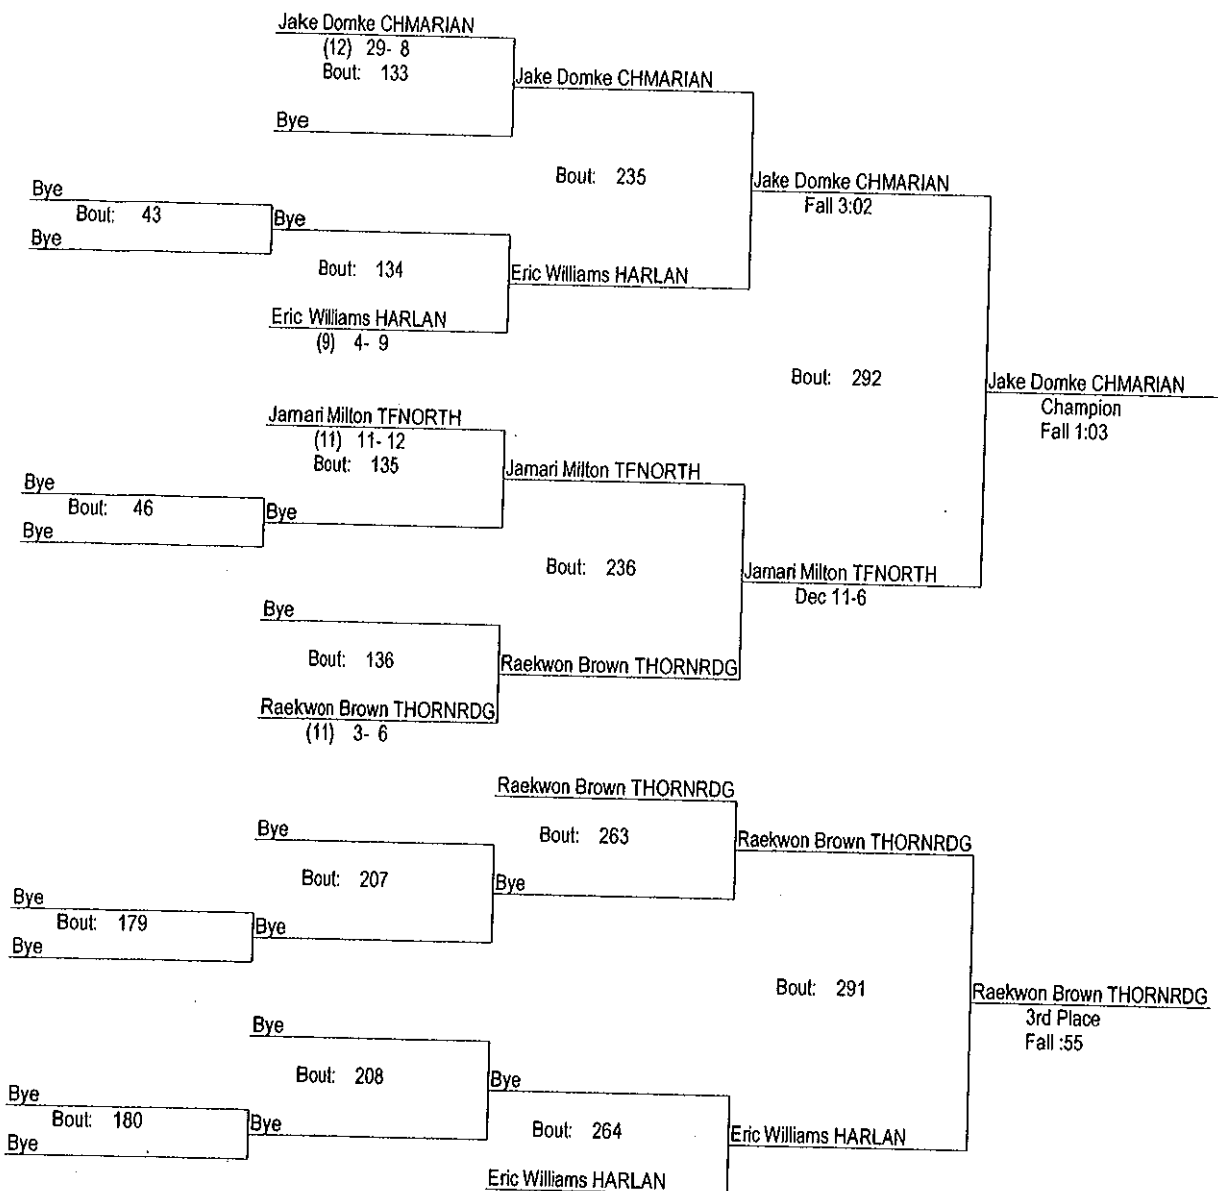 Jake Domke CHMARIAN
(12) 29- 8
Bout: 133
Jake Domke CHMARIAN
Bye
Bout: 235
Jake Domke CHMARIAN
Fall 3:02
Bye
Bout: 43
Bye
Bye
Bout: 134
Eric Williams HARLAN
Eric Williams HARLAN
(9) 4- 9
Bout: 292
Jake Domke CHMARIAN
Champion
Fall 1:03
Jamari Milton TFNORTH
(11) 11- 12
Bout: 135
Jamari Milton TFNORTH
Bye
Bout: 46
Bye
Bye
Bout: 236
Jamari Milton TFNORTH
Dec 11-6
Bye
Bout: 136
Raekwon Brown THORNRDG
Raekwon Brown THORNRDG
(11) 3- 6
Raekwon Brown THORNRDG
Bout: 263
Raekwon Brown THORNRDG
Bye
Bout: 207
Bye
Bye
Bout: 179
Bye
Bye
Bout: 291
Raekwon Brown THORNRDG
3rd Place
Fall :55
Bye
Bout: 208
Bye
Bye
Bout: 180
Bye
Bye
Bout: 264
Eric Williams HARLAN
Eric Williams HARLAN